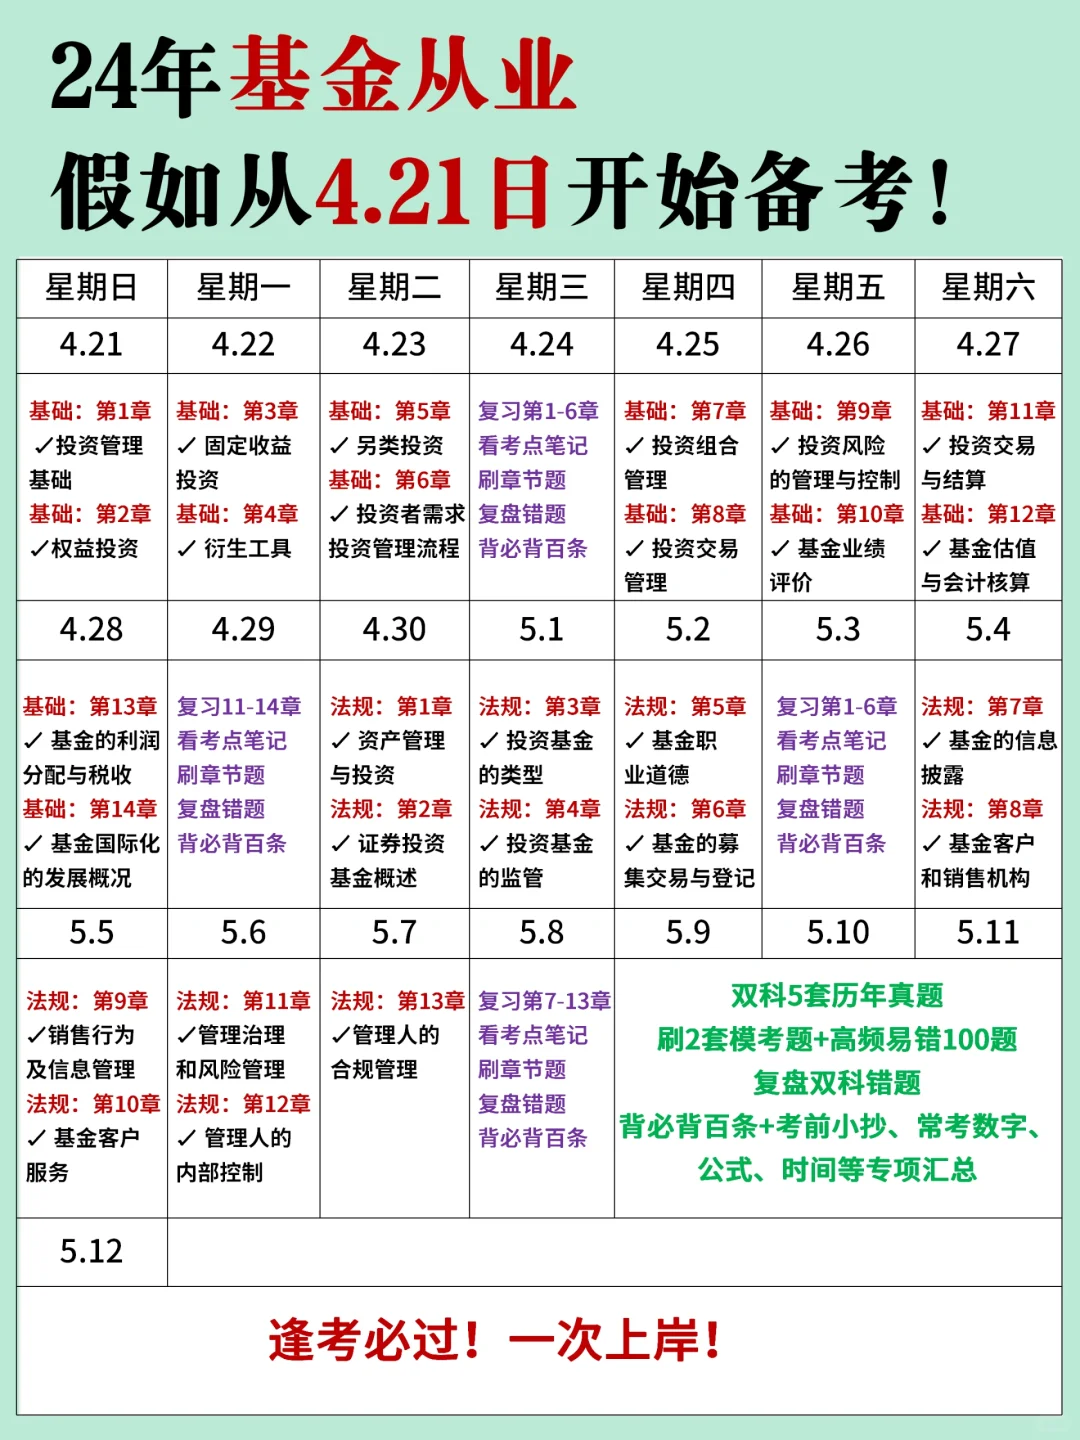 24年基金从业
假如从4.21日开始备考!
星期日 星期一 星期二 星期三 星期四 星期五 星期六
4.21 4.22 4.23 4.24 4.25 4.26 4.27
基础：第1章
✓投资管理
基础
基础：第2章
✓权益投资
基础：第3章
✓ 固定收益
投资
基础：第4章
✓ 衍生工具
基础：第5章
✓ 另类投资
基础：第6章
✓ 投资者需求
投资管理流程
复习第1-6章
看考点笔记
刷章节题
复盘错题
背必背百条
基础：第7章
✓ 投资组合
管理
基础：第8章
✓ 投资交易
管理
基础：第9章
✓ 投资风险
的管理与控制
基础：第10章
✓ 基金业绩
评价
基础：第11章
✓ 投资交易
与结算
基础：第12章
✓ 基金估值
与会计核算
4.28 4.29 4.30 5.1 5.2 5.3 5.4
基础：第13章
✓ 基金的利润
分配与税收
基础：第14章
✓ 基金国际化
的发展概况
复习11-14章
看考点笔记
刷章节题
复盘错题
背必背百条
法规：第1章
✓ 资产管理
与投资
法规：第2章
✓ 证券投资
基金概述
法规：第3章
✓ 投资基金
的类型
法规：第4章
✓ 投资基金
的监管
法规：第5章
✓ 基金职
业道德
法规：第6章
✓ 基金的募
集交易与登记
复习第1-6章
看考点笔记
刷章节题
复盘错题
背必背百条
法规：第7章
✓ 基金的信息
披露
法规：第8章
✓ 基金客户
和销售机构
5.5 5.6 5.7 5.8 5.9 5.10 5.11
法规：第9章
✓销售行为
及信息管理
法规：第10章
✓ 基金客户
服务
法规：第11章
✓管理治理
和风险管理
法规：第12章
✓ 管理人的
内部控制
法规：第13章
✓管理人的
合规管理
复习第7-13章
看考点笔记
刷章节题
复盘错题
背必背百条
双科5套历年真题
刷2套模考题+高频易错100题
复盘双科错题
背必背百条+考前小抄、常考数字、
公式、时间等专项汇总
5.12
逢考必过！一次上岸！